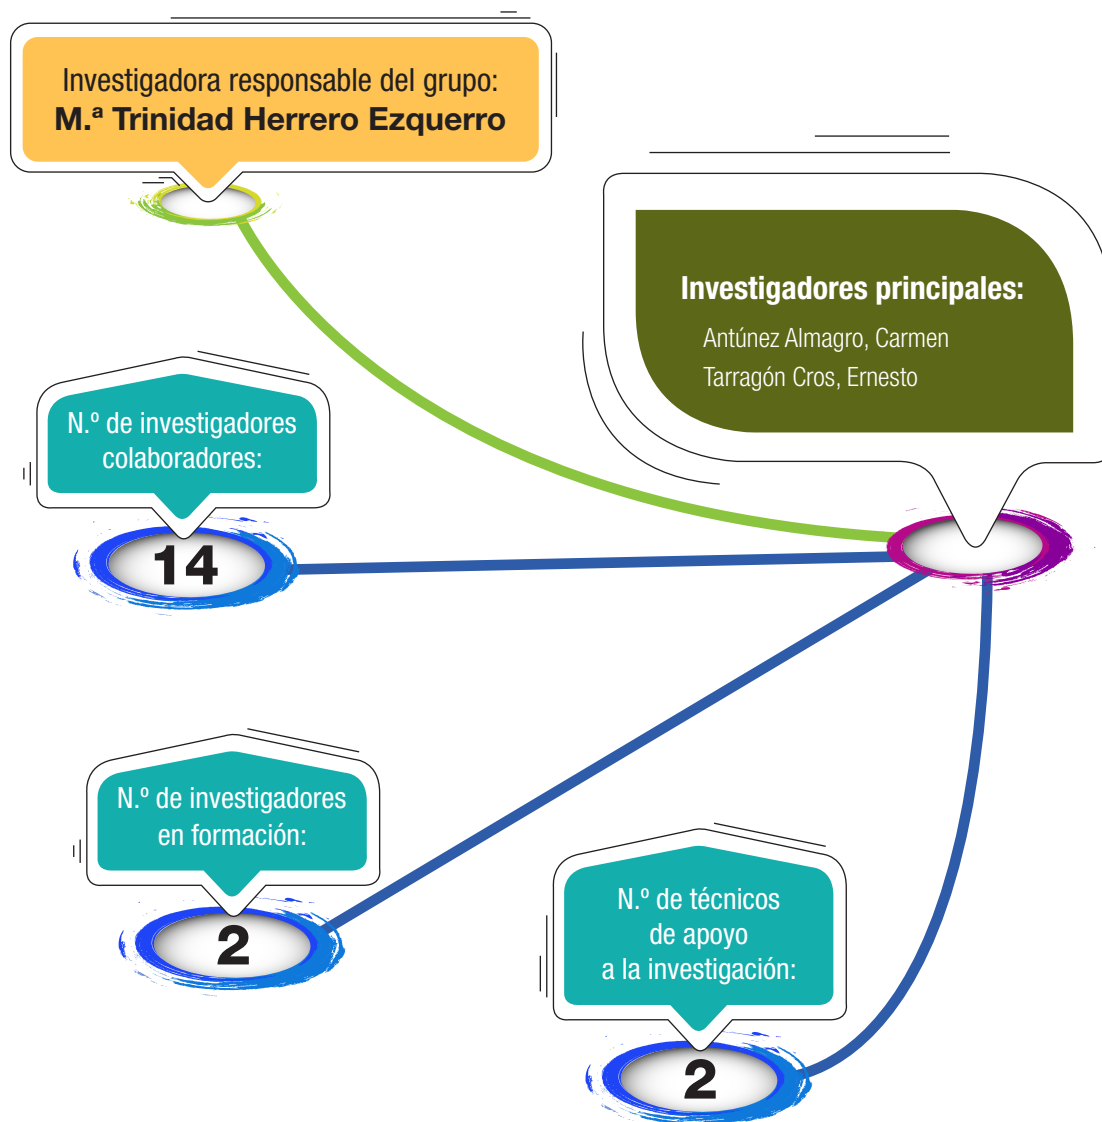 Investigadora responsable del grupo:
M.ª Trinidad Herrero Ezquerro
Investigadores principales:
Antúnez Almagro, Carmen
Tarragón Cros, Ernesto
N.º de investigadores
colaboradores:
14
N.º de investigadores
en formación:
2
N.º de técnicos
de apoyo
a la investigación:
2